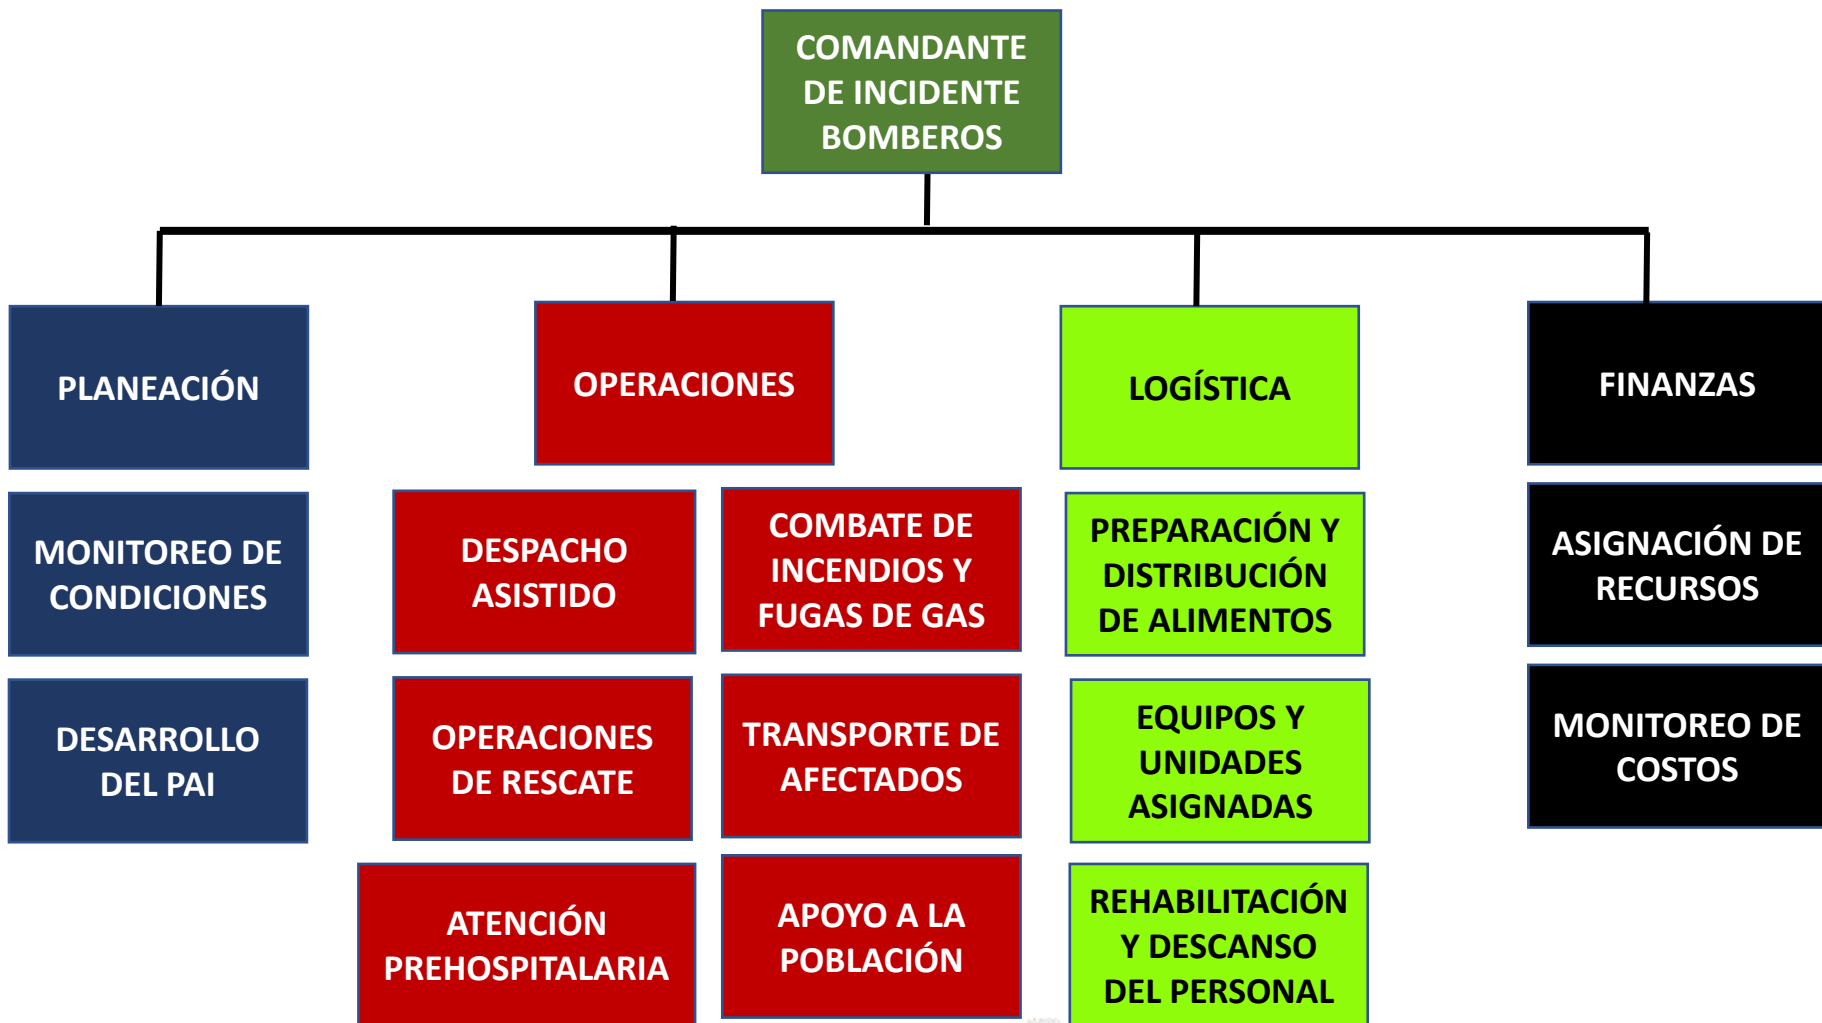 COMANDANTE
DE INCIDENTE
BOMBEROS
PLANEACIÓN
OPERACIONES
LOGÍSTICA
FINANZAS
MONITOREO DE
CONDICIONES
DESPACHO
ASISTIDO
COMBATE DE
INCENDIOS Y
FUGAS DE GAS
PREPARACIÓN Y
DISTRIBUCIÓN
DE ALIMENTOS
ASIGNACIÓN DE
RECURSOS
DESARROLLO
DEL PAI
OPERACIONES
DE RESCATE
TRANSPORTE DE
AFECTADOS
EQUIPOS Y
UNIDADES
ASIGNADAS
MONITOREO DE
COSTOS
ATENCIÓN
PREHOSPITALARIA
APOYO A LA
POBLACIÓN
REHABILITACIÓN
Y DESCANSO
DEL PERSONAL